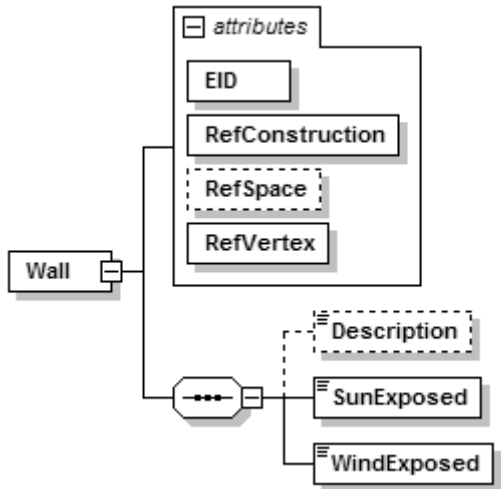 attributes
EID
RefConstruction
RefSpace
RefVertex
Wall
Description
SunExposed
WindExposed